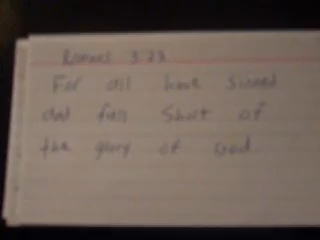 Romans 3:23
For all have sinned
and fall short of
the glory of God